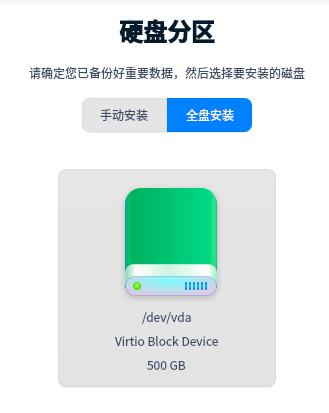 硬盘分区
请确定您已备份好重要数据，然后选择要安装的磁盘
手动安装
全盘安装
/dev/vda
Virtio Block Device
500 GB